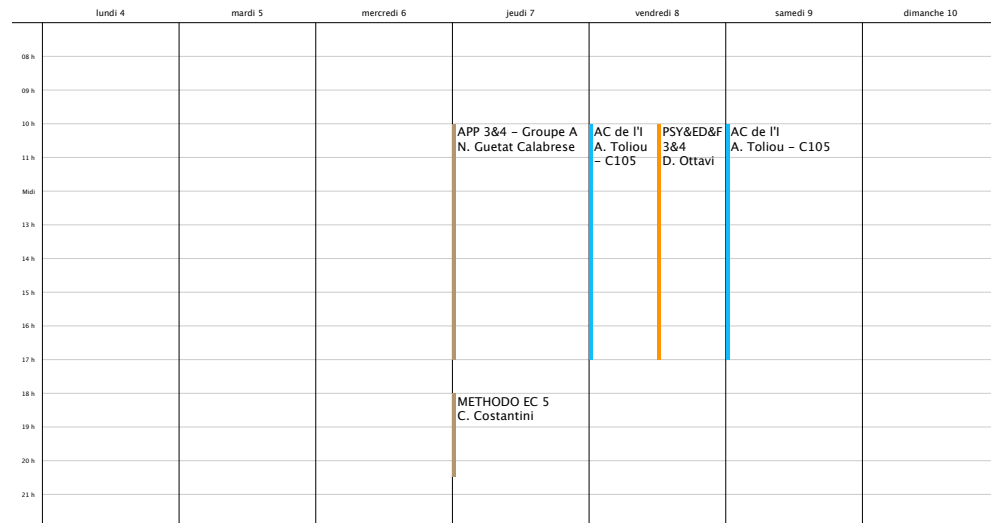 lundi 4
mardi 5
mercredi 6
jeudi 7
vendredi 8
samedi 9
dimanche 10
08 h
09 h
10 h
11 h
Midi
13 h
14 h
15 h
16 h
17 h
18 h
19 h
20 h
21 h
APP 3&4 – Groupe A
N. Guetat Calabrese
METHODO EC 5
C. Costantini
AC de l'I
A. Toliou
– C105
PSY&ED&F
3&4
D. Ottavi
AC de l'I
A. Toliou – C105